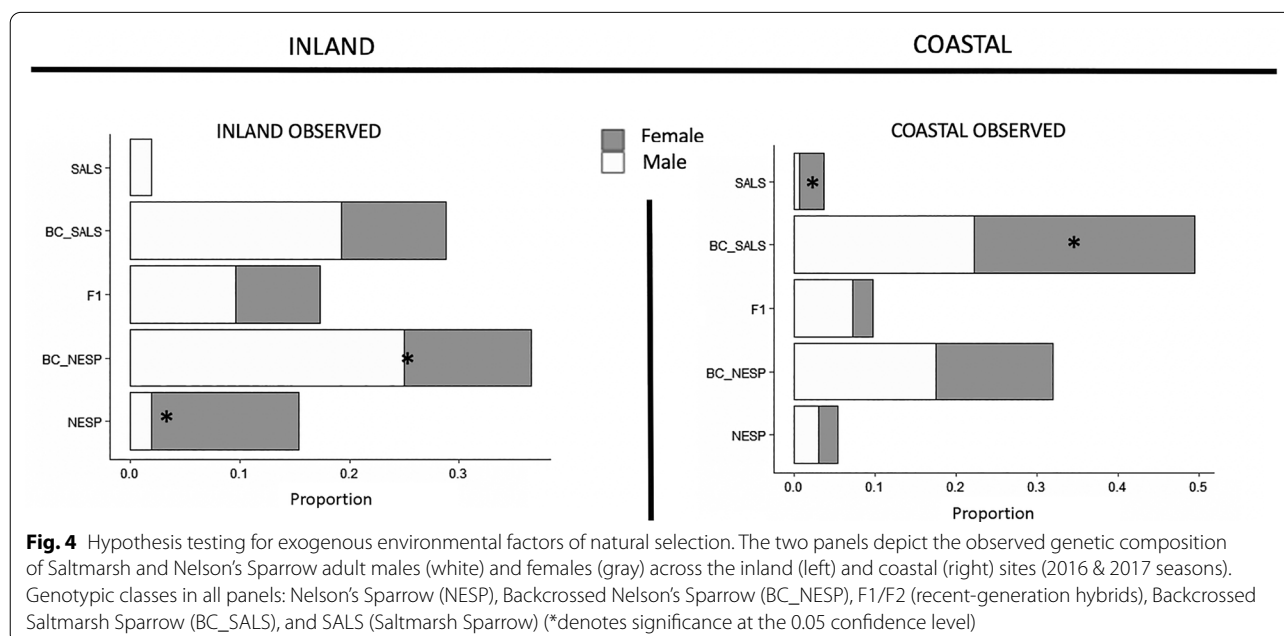 INLAND
COASTAL
INLAND OBSERVED
SALS
BC_SALS
F1
BC_NESP
NESP
0.0 0.1 0.2 0.3
Proportion
Female
Male
COASTAL OBSERVED
SALS
*
BC_SALS
*
F1
BC_NESP
NESP
0.0 0.1 0.2 0.3 0.4 0.5
Proportion
*
*
Fig. 4 Hypothesis testing for exogenous environmental factors of natural selection. The two panels depict the observed genetic composition
of Saltmarsh and Nelson's Sparrow adult males (white) and females (gray) across the inland (left) and coastal (right) sites (2016 & 2017 seasons).
Genotypic classes in all panels: Nelson's Sparrow (NESP), Backcrossed Nelson's Sparrow (BC_NESP), F1/F2 (recent-generation hybrids), Backcrossed
Saltmarsh Sparrow (BC_SALS), and SALS (Saltmarsh Sparrow) (*denotes significance at the 0.05 confidence level)